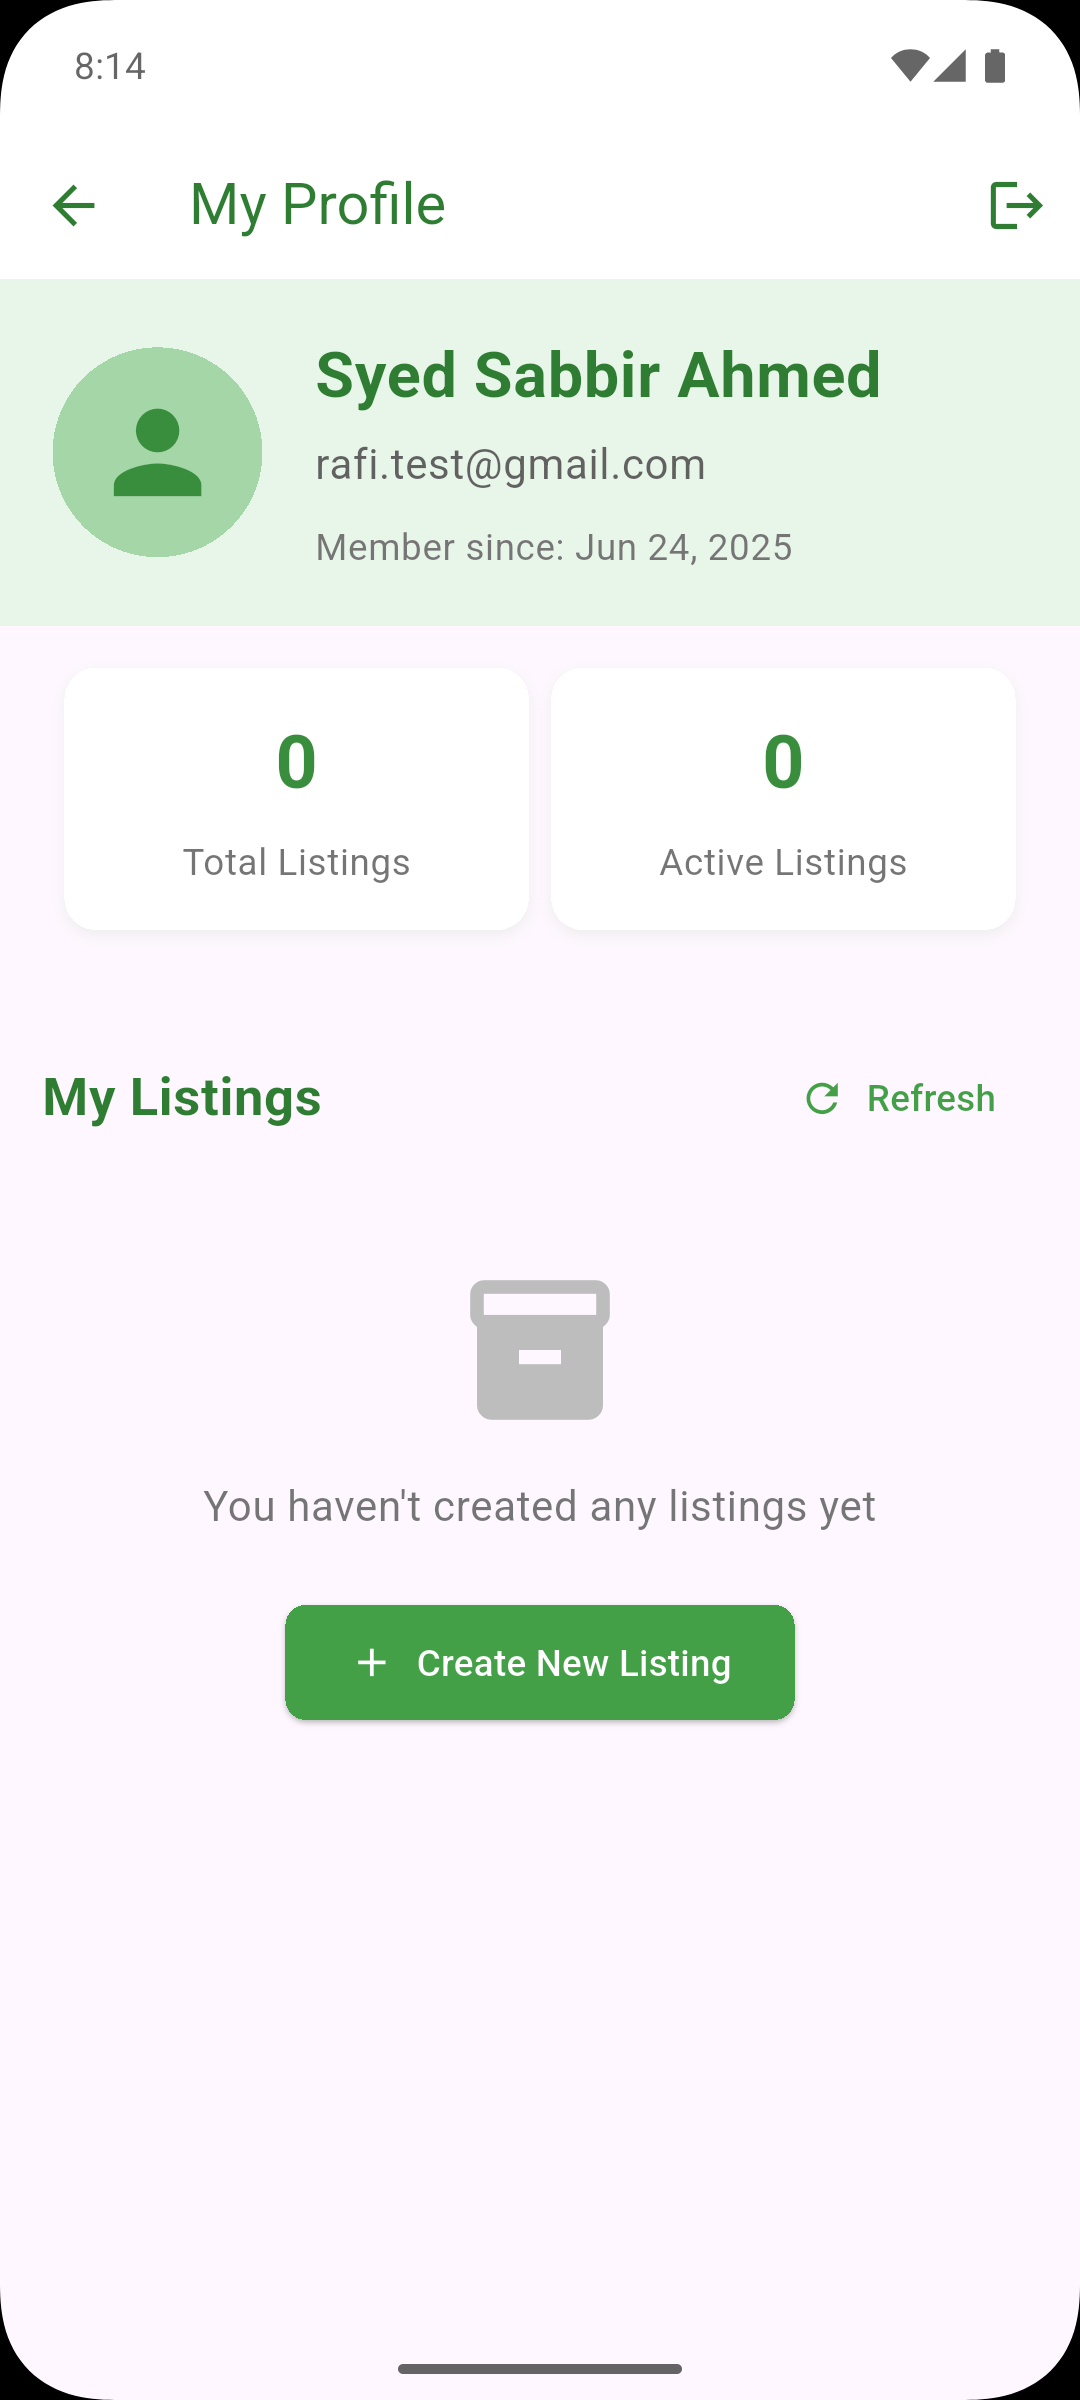 8:14
My Profile
Syed Sabbir Ahmed
rafi.test@gmail.com
Member since: Jun 24, 2025
0
Total Listings
0
Active Listings
My Listings
Refresh
You haven't created any listings yet
Create New Listing